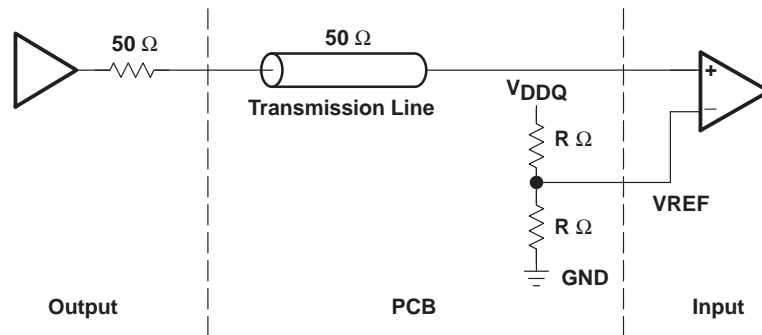 50 Ω
50 Ω
Transmission Line
VDDQ
+
–
R Ω
VREF
R Ω
GND
Output
PCB
Input